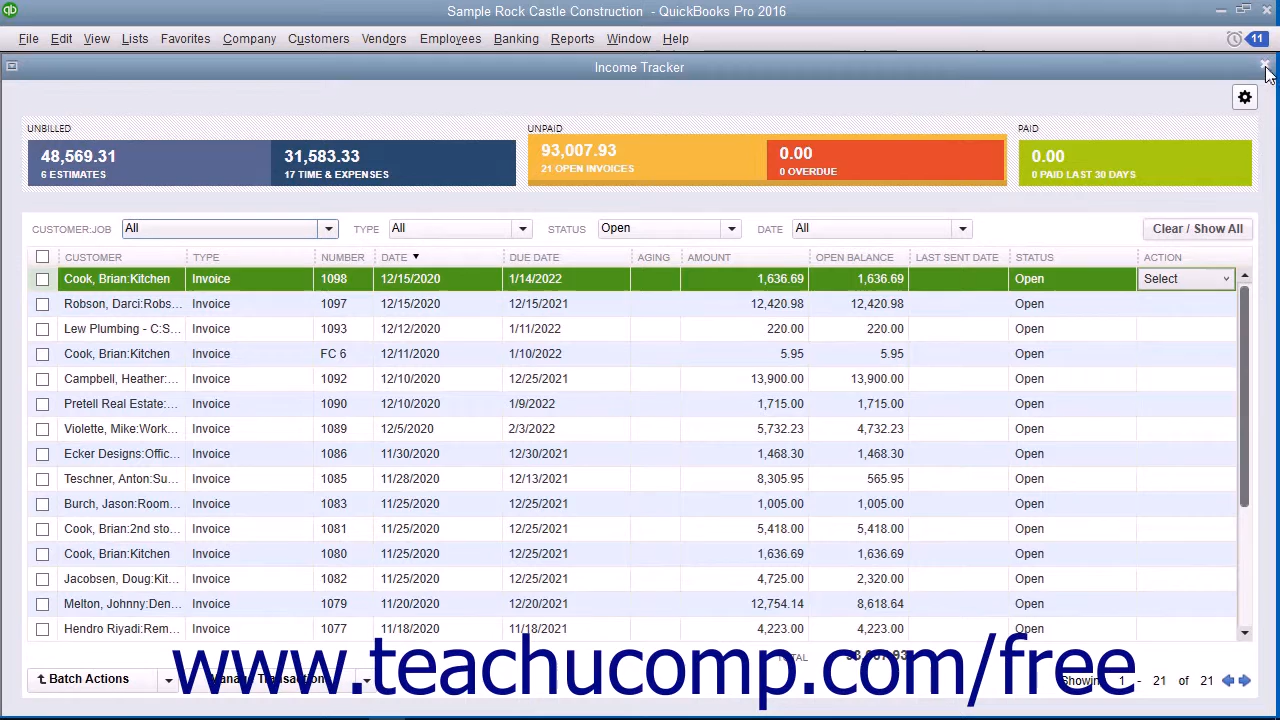 Sample Rock Castle Construction - QuickBooks Pro 2016
File Edit View Lists Favorites Company Customers Vendors Employees Banking Reports Window Help 11
Income Tracker
UNBILLED UNPAID PAID
48,569.31 31,583.33 93,007.93 0.00 0.00
6 ESTIMATES 17 TIME & EXPENSES 21 OPEN INVOICES 0 OVERDUE 0 PAID LAST 30 DAYS
CUSTOMER:JOB All TYPE All STATUS Open DATE All Clear / Show All
CUSTOMER TYPE NUMBER DATE DUE DATE AGING AMOUNT OPEN BALANCE LAST SENT DATE STATUS ACTION
Cook, Brian:Kitchen Invoice 1098 12/15/2020 1/14/2022 1,636.69 1,636.69 Open Select
Robson, Darci:Robs... Invoice 1097 12/15/2020 12/15/2021 12,420.98 12,420.98 Open
Lew Plumbing - C:S... Invoice 1093 12/12/2020 1/11/2022 220.00 220.00 Open
Cook, Brian:Kitchen Invoice FC 6 12/11/2020 1/10/2022 5.95 5.95 Open
Campbell, Heather:... Invoice 1092 12/10/2020 12/25/2021 13,900.00 13,900.00 Open
Pretell Real Estate:... Invoice 1090 12/10/2020 1/9/2022 1,715.00 1,715.00 Open
Violette, Mike:Work... Invoice 1089 12/5/2020 2/3/2022 5,732.23 4,732.23 Open
Ecker Designs:Offic... Invoice 1086 11/30/2020 12/30/2021 1,468.30 1,468.30 Open
Teschner, Anton:Su... Invoice 1085 11/28/2020 12/13/2021 8,305.95 565.95 Open
Burch, Jason:Room... Invoice 1083 11/25/2020 12/25/2021 1,005.00 1,005.00 Open
Cook, Brian:2nd sto... Invoice 1081 11/25/2020 12/25/2021 5,418.00 5,418.00 Open
Cook, Brian:Kitchen Invoice 1080 11/25/2020 12/25/2021 1,636.69 1,636.69 Open
Jacobsen, Doug:Kit... Invoice 1082 11/25/2020 12/25/2021 4,725.00 2,320.00 Open
Melton, Johnny:Den... Invoice 1079 11/20/2020 12/20/2021 12,754.14 8,618.64 Open
Hendro Riyadi:Rem... Invoice 1077 11/18/2020 11/18/2021 4,223.00 4,223.00 Open
TOTAL 93,007.93
www.teachucomp.com/free
Batch Actions Manage Transactions Showing 1 - 21 of 21